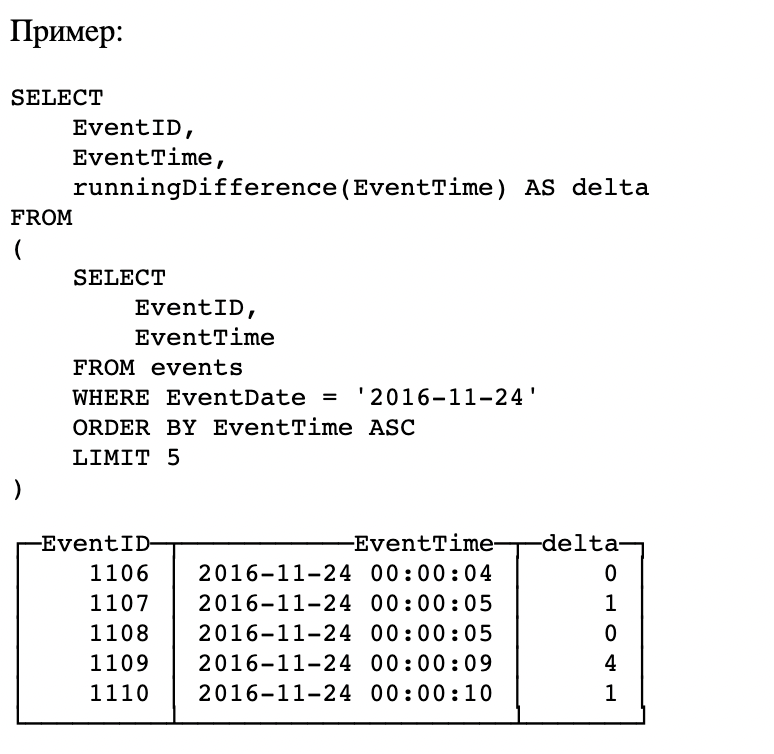 Пример:
SELECT
    EventID,
    EventTime,
    runningDifference(EventTime) AS delta
FROM
(
    SELECT
        EventID,
        EventTime
    FROM events
    WHERE EventDate = '2016-11-24'
    ORDER BY EventTime ASC
    LIMIT 5
)
EventID EventTime delta
1106 2016-11-24 00:00:04 0
1107 2016-11-24 00:00:05 1
1108 2016-11-24 00:00:05 0
1109 2016-11-24 00:00:09 4
1110 2016-11-24 00:00:10 1